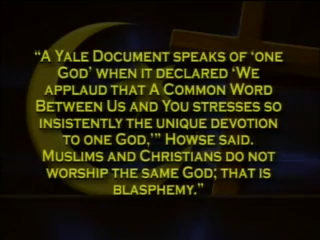 “A Yale Document speaks of ‘one
God’ when it declared ‘We
applaud that A Common Word
Between Us and You stresses so
insistently the unique devotion
to one God,’” Howse said.
Muslims and Christians do not
worship the same God; that is
blasphemy.”